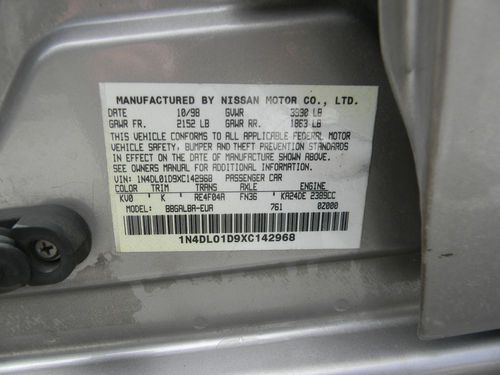 MANUFACTURED BY NISSAN MOTOR CO., LTD.
DATE 10/98 GVWR 3990 LB
GAWR FR. 2152 LB GAWR RR. 1863 LB
THIS VEHICLE CONFORMS TO ALL APPLICABLE FEDERAL MOTOR
VEHICLE SAFETY, BUMPER AND THEFT PREVENTION STANDARDS
IN EFFECT ON THE DATE OF MANUFACTURE SHOWN ABOVE.
SEE OWNERS MANUAL FOR ADDITIONAL INFORMATION.
VIN: 1N4DL01D9XC142968 PASSENGER CAR
COLOR TRIM TRANS AXLE ENGINE
KV0 K RE4F04A FN36 KA24DE 2389CC
MODEL BBGALBA-EUA 761 0Z000
1N4DL01D9XC142968